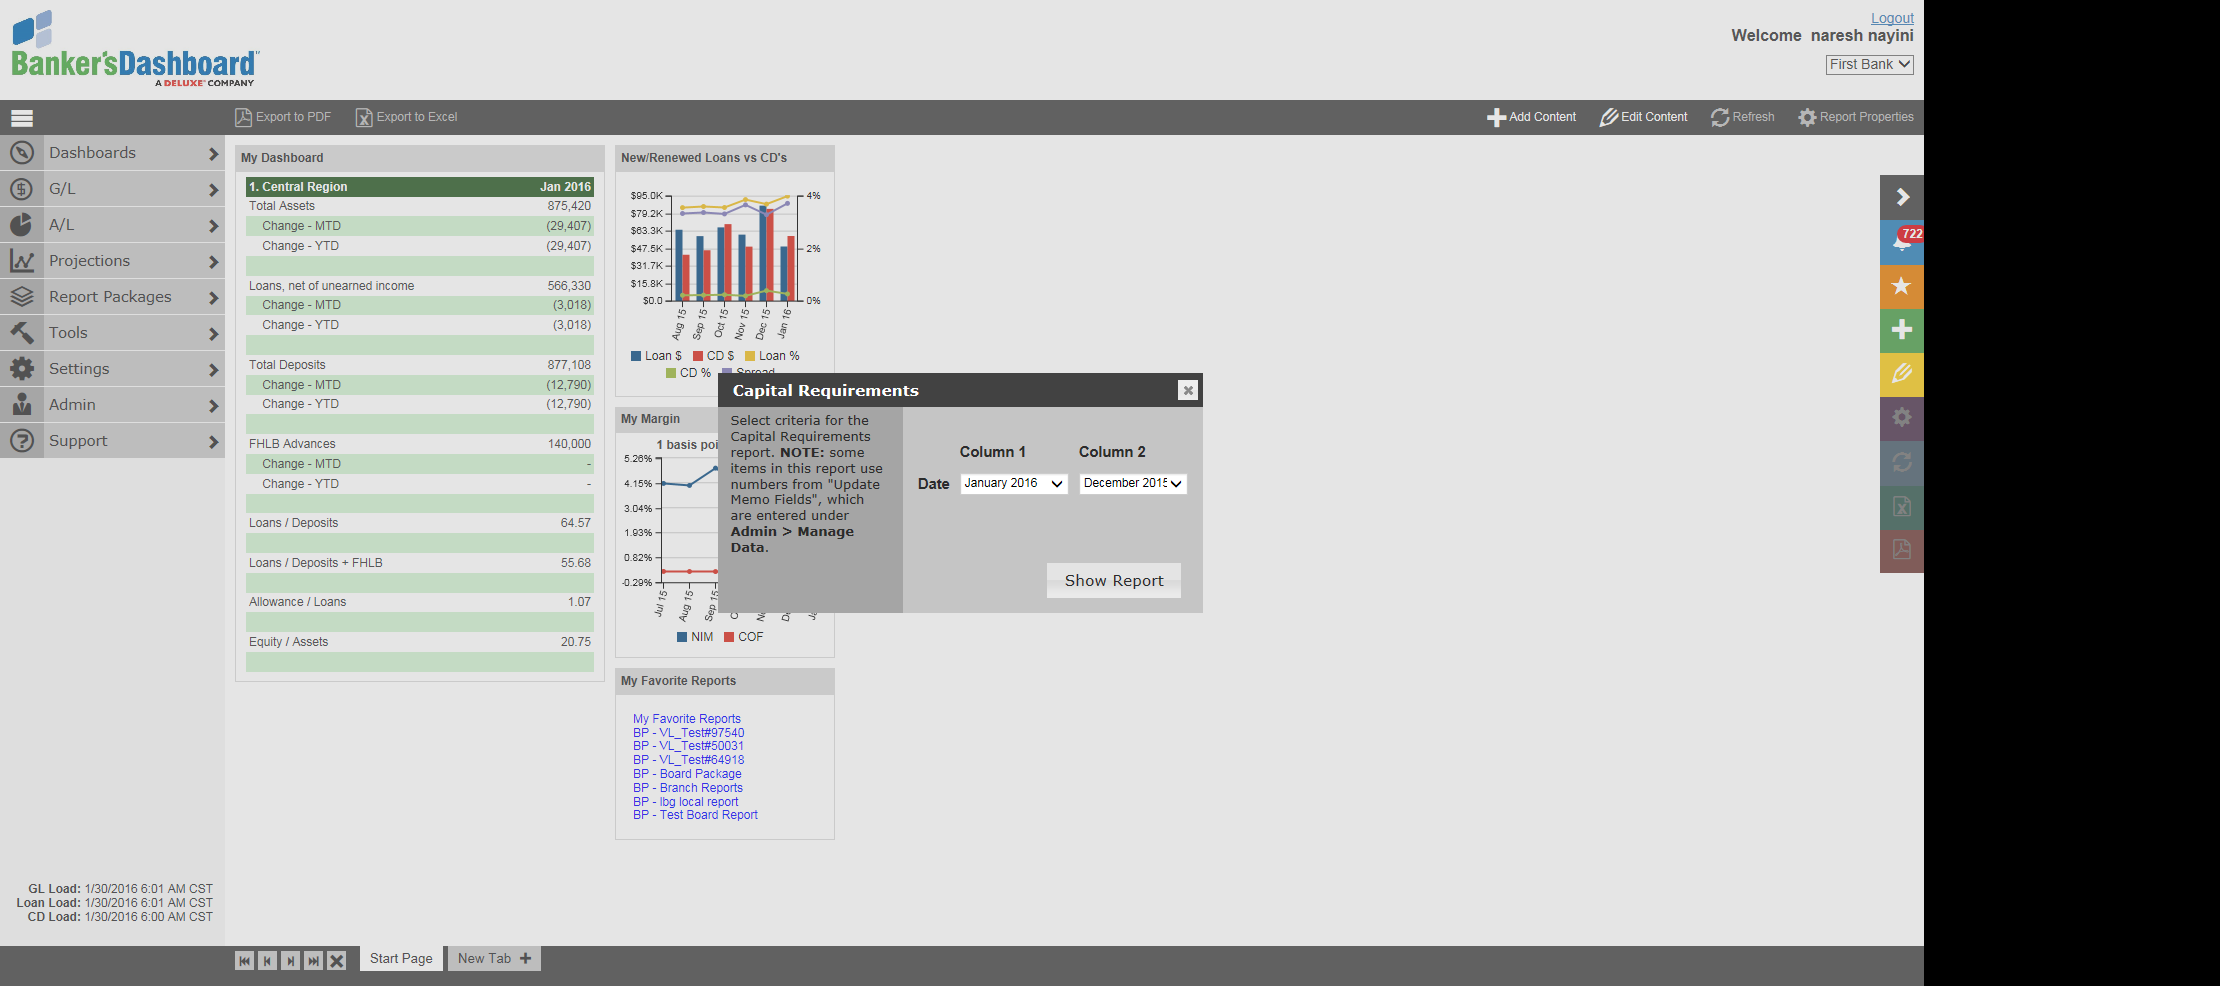 Logout
Welcome naresh nayini
First Bank
Banker'sDashboard
A DELUXE COMPANY
Export to PDF
Export to Excel
Add Content
Edit Content
Refresh
Report Properties
Dashboards
G/L
A/L
Projections
Report Packages
Tools
Settings
Admin
Support
GL Load: 1/30/2016 6:01 AM CST
Loan Load: 1/30/2016 6:01 AM CST
CD Load: 1/30/2016 6:00 AM CST
My Dashboard
1. Central Region Jan 2016
Total Assets 875,420
Change - MTD (29,407)
Change - YTD (29,407)
Loans, net of unearned income 566,330
Change - MTD (3,018)
Change - YTD (3,018)
Total Deposits 877,108
Change - MTD (12,790)
Change - YTD (12,790)
FHLB Advances 140,000
Change - MTD -
Change - YTD -
Loans / Deposits 64.57
Loans / Deposits + FHLB 55.68
Allowance / Loans 1.07
Equity / Assets 20.75
New/Renewed Loans vs CD's
$95.0K 4%
$79.2K
$63.3K
$47.5K 2%
$31.7K
$15.8K
$0.0 0%
Aug 15 Sep 15 Oct 15 Nov 15 Dec 15 Jan 16
Loan $ CD $ Loan %
CD % Spread
My Margin
1 basis poi
5.26%
4.15%
3.04%
1.93%
0.82%
-0.29%
Jul 15 Aug 15 Sep 15
NIM COF
My Favorite Reports
My Favorite Reports
BP - VL_Test#97540
BP - VL_Test#50031
BP - VL_Test#64918
BP - Board Package
BP - Branch Reports
BP - lbg local report
BP - Test Board Report
Capital Requirements
Select criteria for the
Capital Requirements
report. NOTE: some
items in this report use
numbers from "Update
Memo Fields", which
are entered under
Admin > Manage
Data.
Column 1 Column 2
Date January 2016 December 2015
Show Report
722
Start Page
New Tab